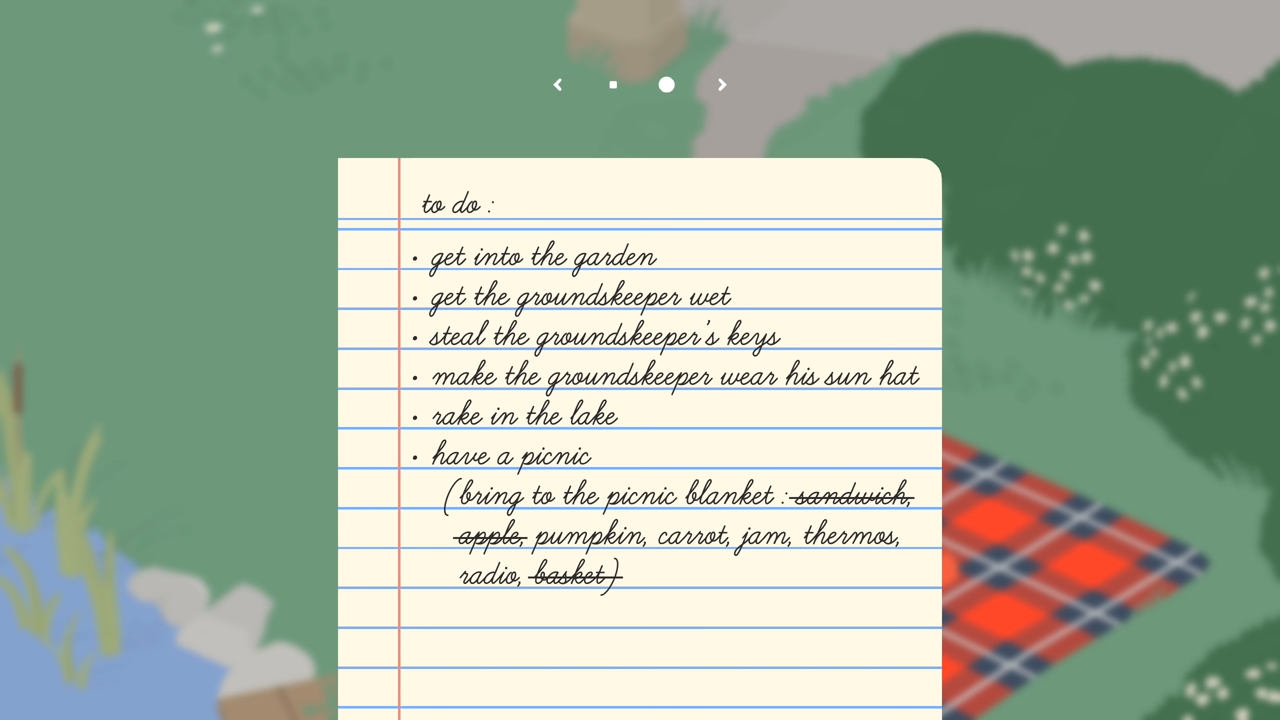 to do :
• get into the garden
• get the groundskeeper wet
• steal the groundskeeper's keys
• make the groundskeeper wear his sun hat
• rake in the lake
• have a picnic
(bring to the picnic blanket : sandwich,
apple, pumpkin, carrot, jam, thermos,
radio, basket)